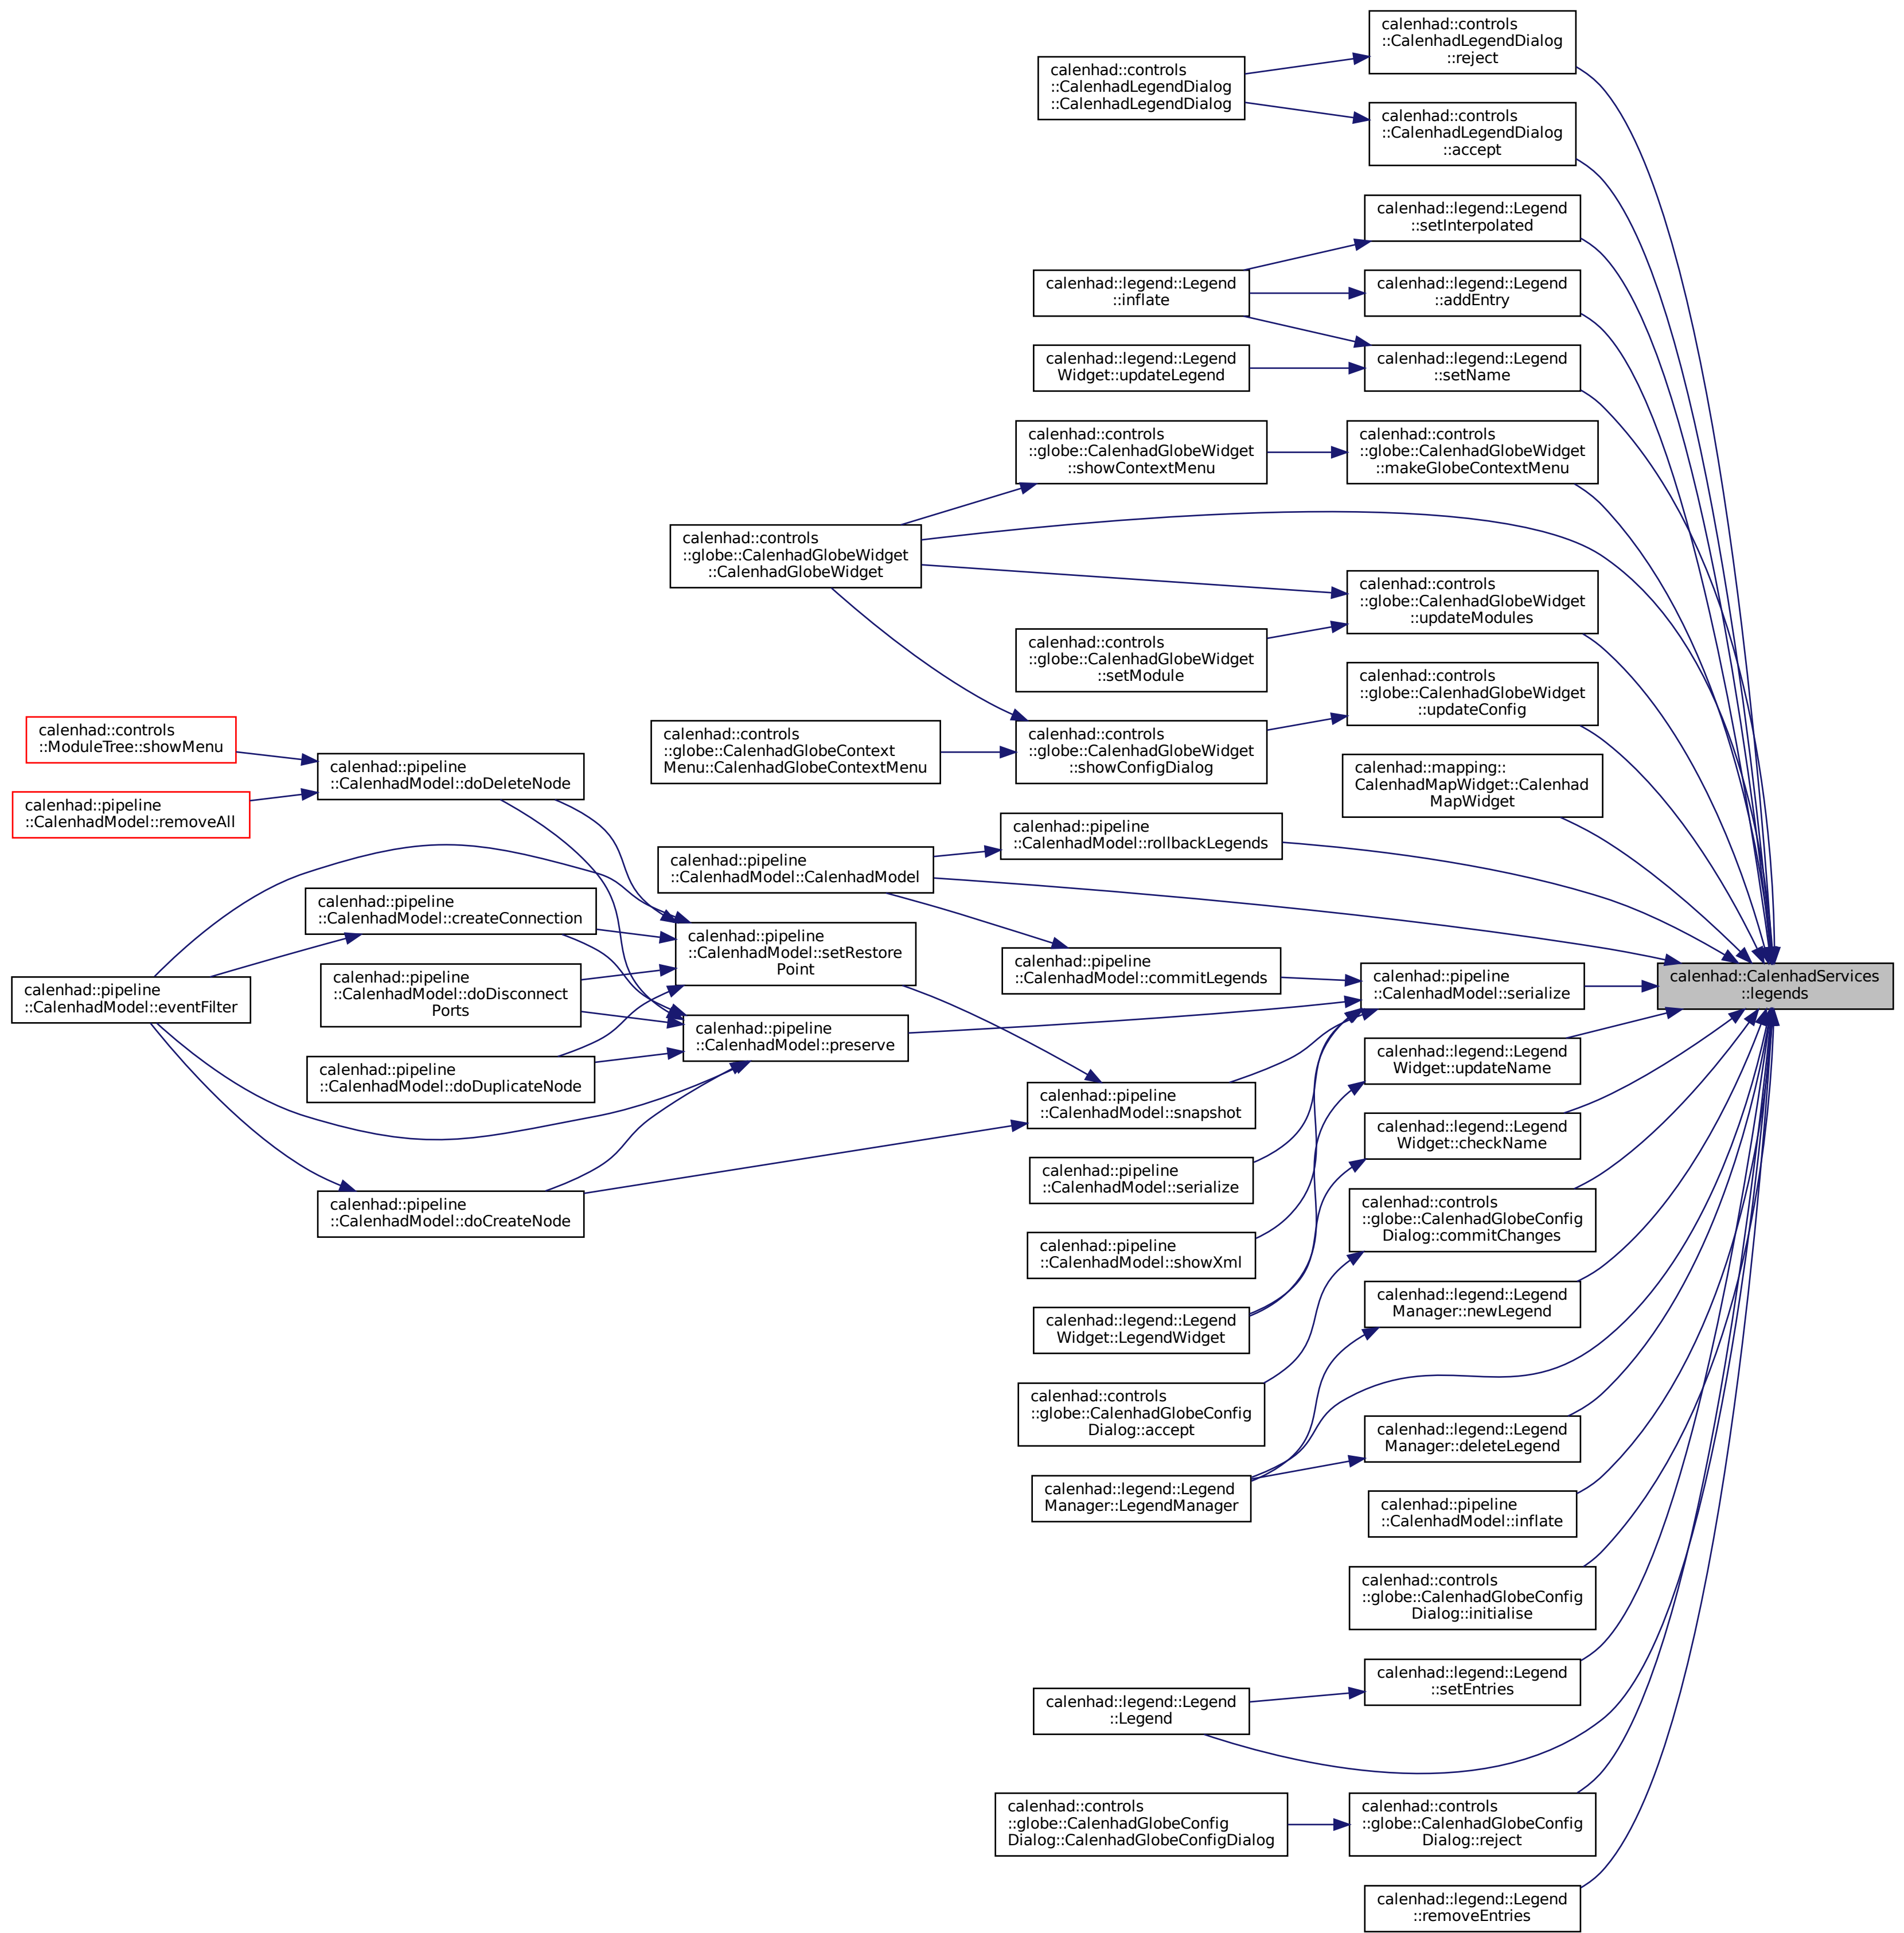 calenhad::controls
::CalenhadLegendDialog
::reject
calenhad::controls
::CalenhadLegendDialog
::CalenhadLegendDialog
calenhad::controls
::CalenhadLegendDialog
::accept
calenhad::legend::Legend
::setInterpolated
calenhad::legend::Legend
::inflate
calenhad::legend::Legend
::addEntry
calenhad::legend::Legend
Widget::updateLegend
calenhad::legend::Legend
::setName
calenhad::controls
::globe::CalenhadGlobeWidget
::showContextMenu
calenhad::controls
::globe::CalenhadGlobeWidget
::makeGlobeContextMenu
calenhad::controls
::globe::CalenhadGlobeWidget
::CalenhadGlobeWidget
calenhad::controls
::globe::CalenhadGlobeWidget
::updateModules
calenhad::controls
::globe::CalenhadGlobeWidget
::setModule
calenhad::controls
::globe::CalenhadGlobeWidget
::updateConfig
calenhad::controls
::ModuleTree::showMenu
calenhad::controls
::globe::CalenhadGlobeContext
Menu::CalenhadGlobeContextMenu
calenhad::controls
::globe::CalenhadGlobeWidget
::showConfigDialog
calenhad::pipeline
::CalenhadModel::doDeleteNode
calenhad::mapping::
CalenhadMapWidget::Calenhad
MapWidget
calenhad::pipeline
::CalenhadModel::removeAll
calenhad::pipeline
::CalenhadModel::rollbackLegends
calenhad::pipeline
::CalenhadModel::CalenhadModel
calenhad::pipeline
::CalenhadModel::createConnection
calenhad::pipeline
::CalenhadModel::setRestore
Point
calenhad::pipeline
::CalenhadModel::commitLegends
calenhad::pipeline
::CalenhadModel::serialize
calenhad::CalenhadServices
::legends
calenhad::pipeline
::CalenhadModel::eventFilter
calenhad::pipeline
::CalenhadModel::doDisconnect
Ports
calenhad::pipeline
::CalenhadModel::preserve
calenhad::legend::Legend
Widget::updateName
calenhad::pipeline
::CalenhadModel::doDuplicateNode
calenhad::pipeline
::CalenhadModel::snapshot
calenhad::legend::Legend
Widget::checkName
calenhad::pipeline
::CalenhadModel::serialize
calenhad::pipeline
::CalenhadModel::doCreateNode
calenhad::controls
::globe::CalenhadGlobeConfig
Dialog::commitChanges
calenhad::pipeline
::CalenhadModel::showXml
calenhad::legend::Legend
Manager::newLegend
calenhad::legend::Legend
Widget::LegendWidget
calenhad::controls
::globe::CalenhadGlobeConfig
Dialog::accept
calenhad::legend::Legend
Manager::deleteLegend
calenhad::legend::Legend
Manager::LegendManager
calenhad::pipeline
::CalenhadModel::inflate
calenhad::controls
::globe::CalenhadGlobeConfig
Dialog::initialise
calenhad::legend::Legend
::setEntries
calenhad::legend::Legend
::Legend
calenhad::controls
::globe::CalenhadGlobeConfig
Dialog::CalenhadGlobeConfigDialog
calenhad::controls
::globe::CalenhadGlobeConfig
Dialog::reject
calenhad::legend::Legend
::removeEntries